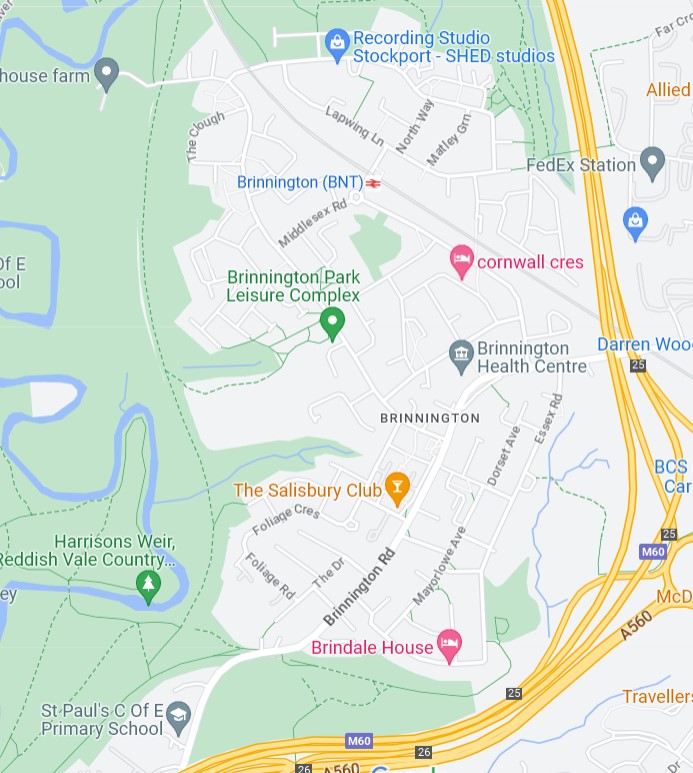 Recording Studio
Stockport - SHED studios
house farm
Far Cro
Allied
The Clough
Lapwing Ln
North Way
Matley Grn
FedEx Station
Brinnington (BNT)
Middlesex Rd
Of E
ool
cornwall cres
Brinnington Park
Leisure Complex
Darren Wood
Brinnington
Health Centre
25
BRINNINGTON
Essex Rd
Dorset Ave
BCS
Car
The Salisbury Club
Foliage Cres
25
M60
Harrisons Weir,
Reddish Vale Country...
Foliage Rd
The Dr
Brinnington Rd
Mayorlowe Ave
ey
McD
A560
Brindale House
25
Travellers
St Paul's C Of E
Primary School
M60
26
26
A560
Dr